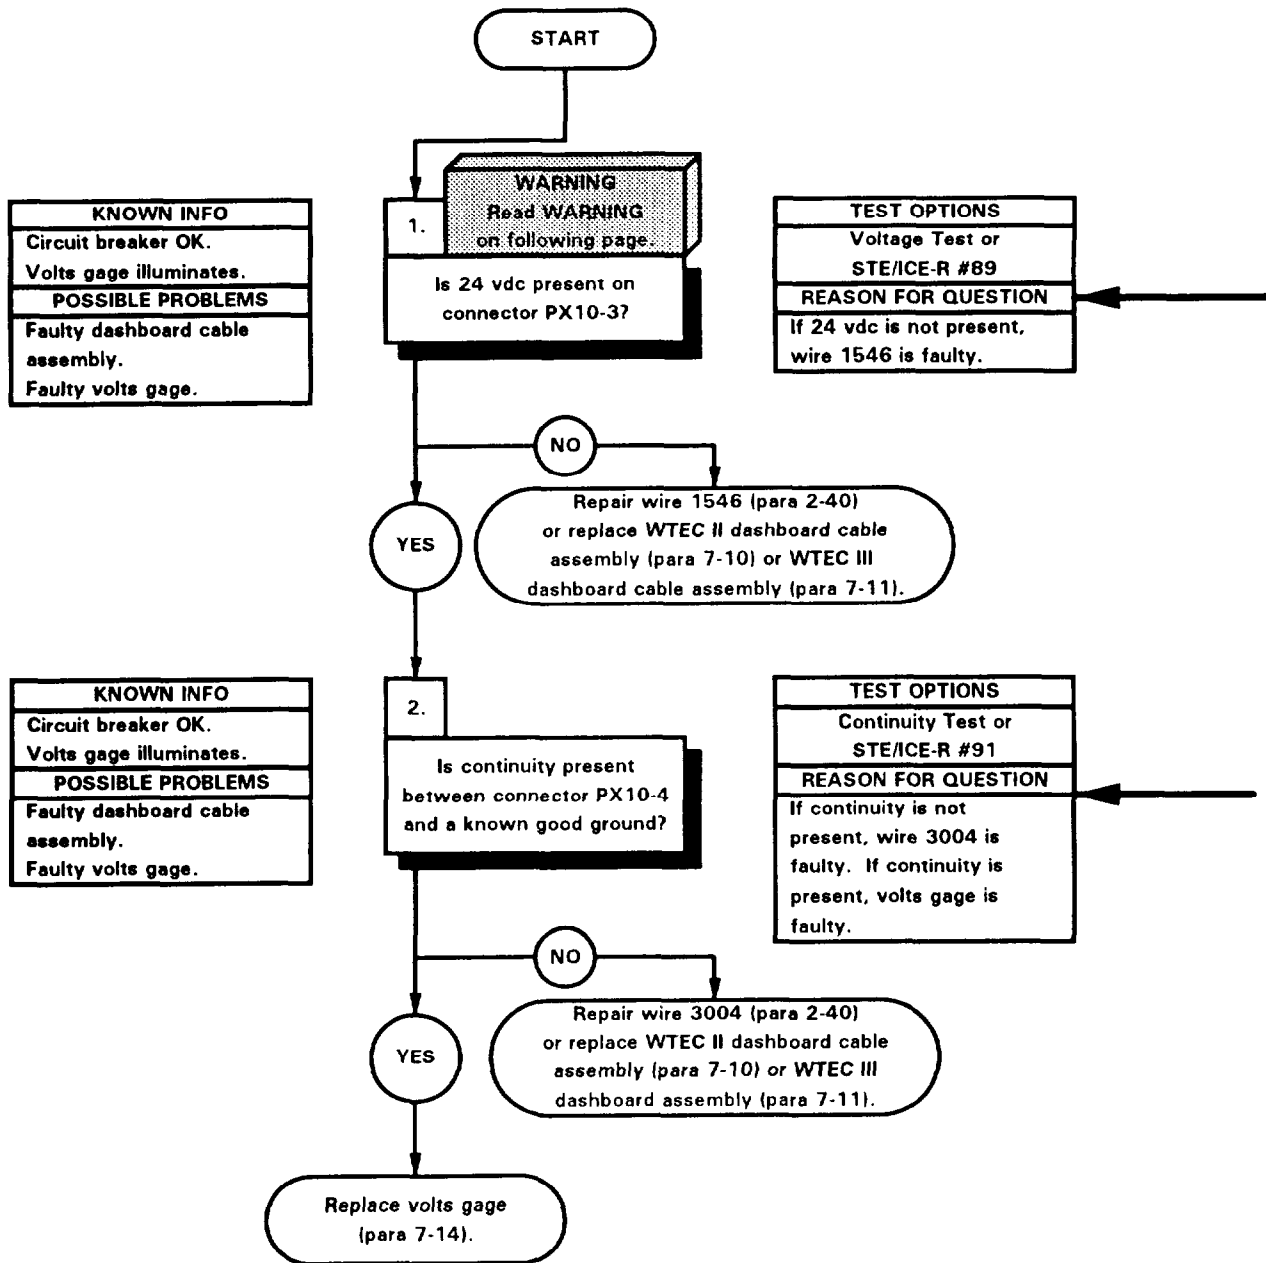 START
KNOWN INFO
Circuit breaker OK.
Volts gage illuminates.
POSSIBLE PROBLEMS
Faulty dashboard cable
assembly.
Faulty volts gage.
1.
WARNING
Read WARNING
on following page.
Is 24 vdc present on
connector PX10-3?
TEST OPTIONS
Voltage Test or
STE/ICE-R #89
REASON FOR QUESTION
If 24 vdc is not present,
wire 1546 is faulty.
NO
YES
Repair wire 1546 (para 2-40)
or replace WTEC II dashboard cable
assembly (para 7-10) or WTEC III
dashboard cable assembly (para 7-11).
KNOWN INFO
Circuit breaker OK.
Volts gage illuminates.
POSSIBLE PROBLEMS
Faulty dashboard cable
assembly.
Faulty volts gage.
2.
Is continuity present
between connector PX10-4
and a known good ground?
TEST OPTIONS
Continuity Test or
STE/ICE-R #91
REASON FOR QUESTION
If continuity is not
present, wire 3004 is
faulty. If continuity is
present, volts gage is
faulty.
NO
YES
Repair wire 3004 (para 2-40)
or replace WTEC II dashboard cable
assembly (para 7-10) or WTEC III
dashboard assembly (para 7-11).
Replace volts gage
(para 7-14).